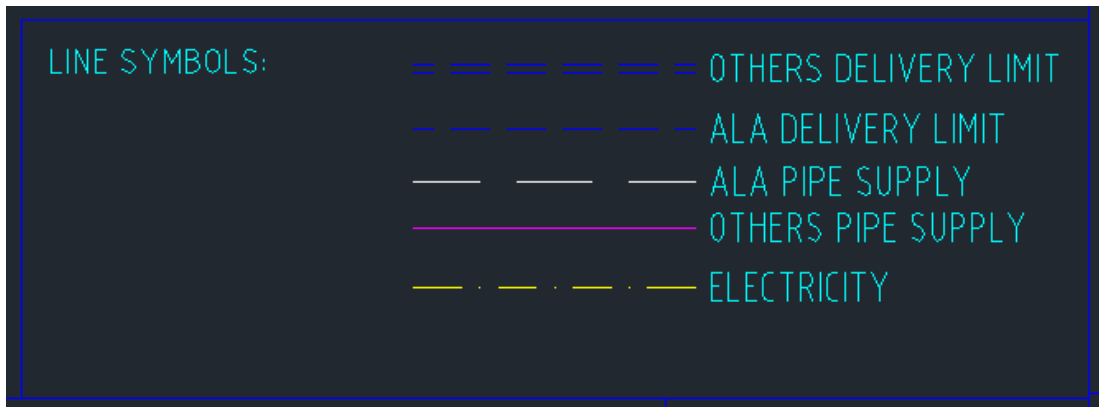 LINE SYMBOLS:
OTHERS DELIVERY LIMIT
ALA DELIVERY LIMIT
ALA PIPE SUPPLY
OTHERS PIPE SUPPLY
ELECTRICITY